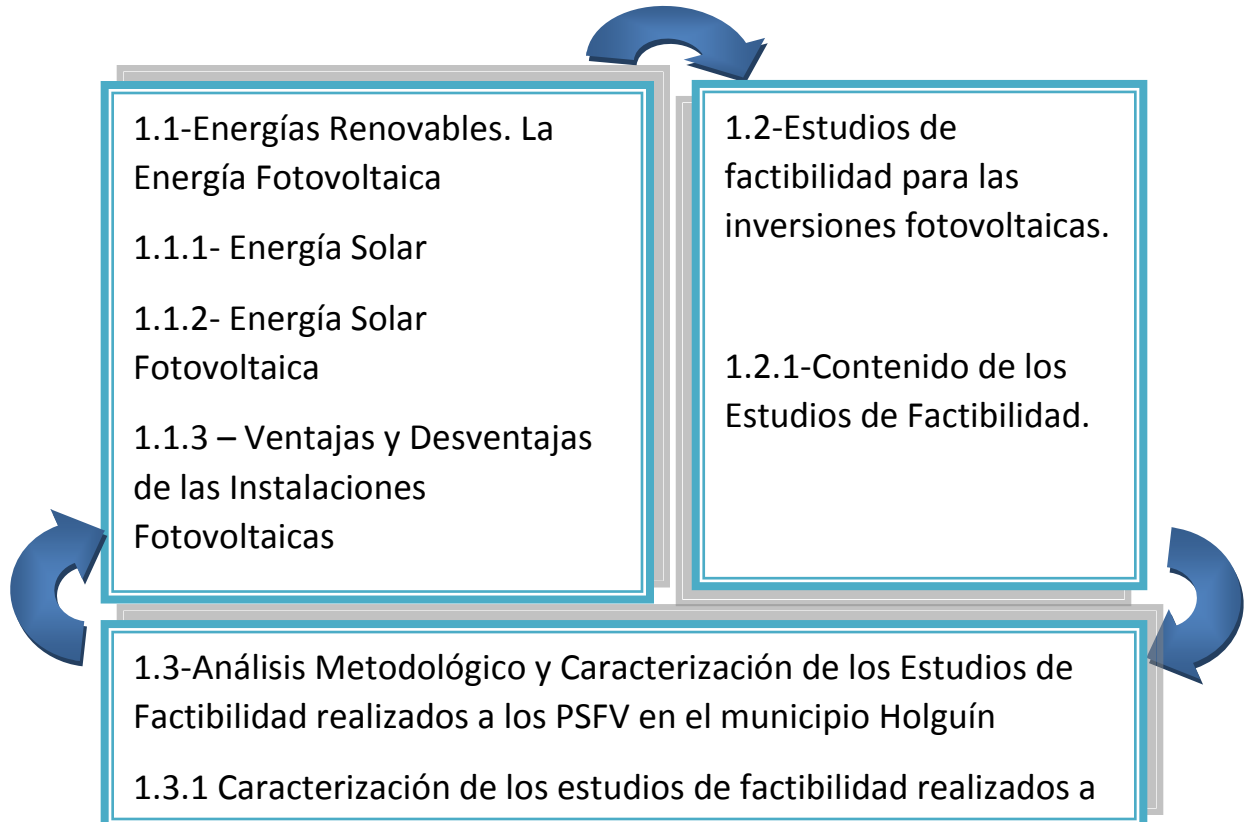 1.1-Energías Renovables. La
Energía Fotovoltaica
1.1.1- Energía Solar
1.1.2- Energía Solar
Fotovoltaica
1.1.3 – Ventajas y Desventajas
de las Instalaciones
Fotovoltaicas
1.2-Estudios de
factibilidad para las
inversiones fotovoltaicas.
1.2.1-Contenido de los
Estudios de Factibilidad.
1.3-Análisis Metodológico y Caracterización de los Estudios de
Factibilidad realizados a los PSFV en el municipio Holguín
1.3.1 Caracterización de los estudios de factibilidad realizados a